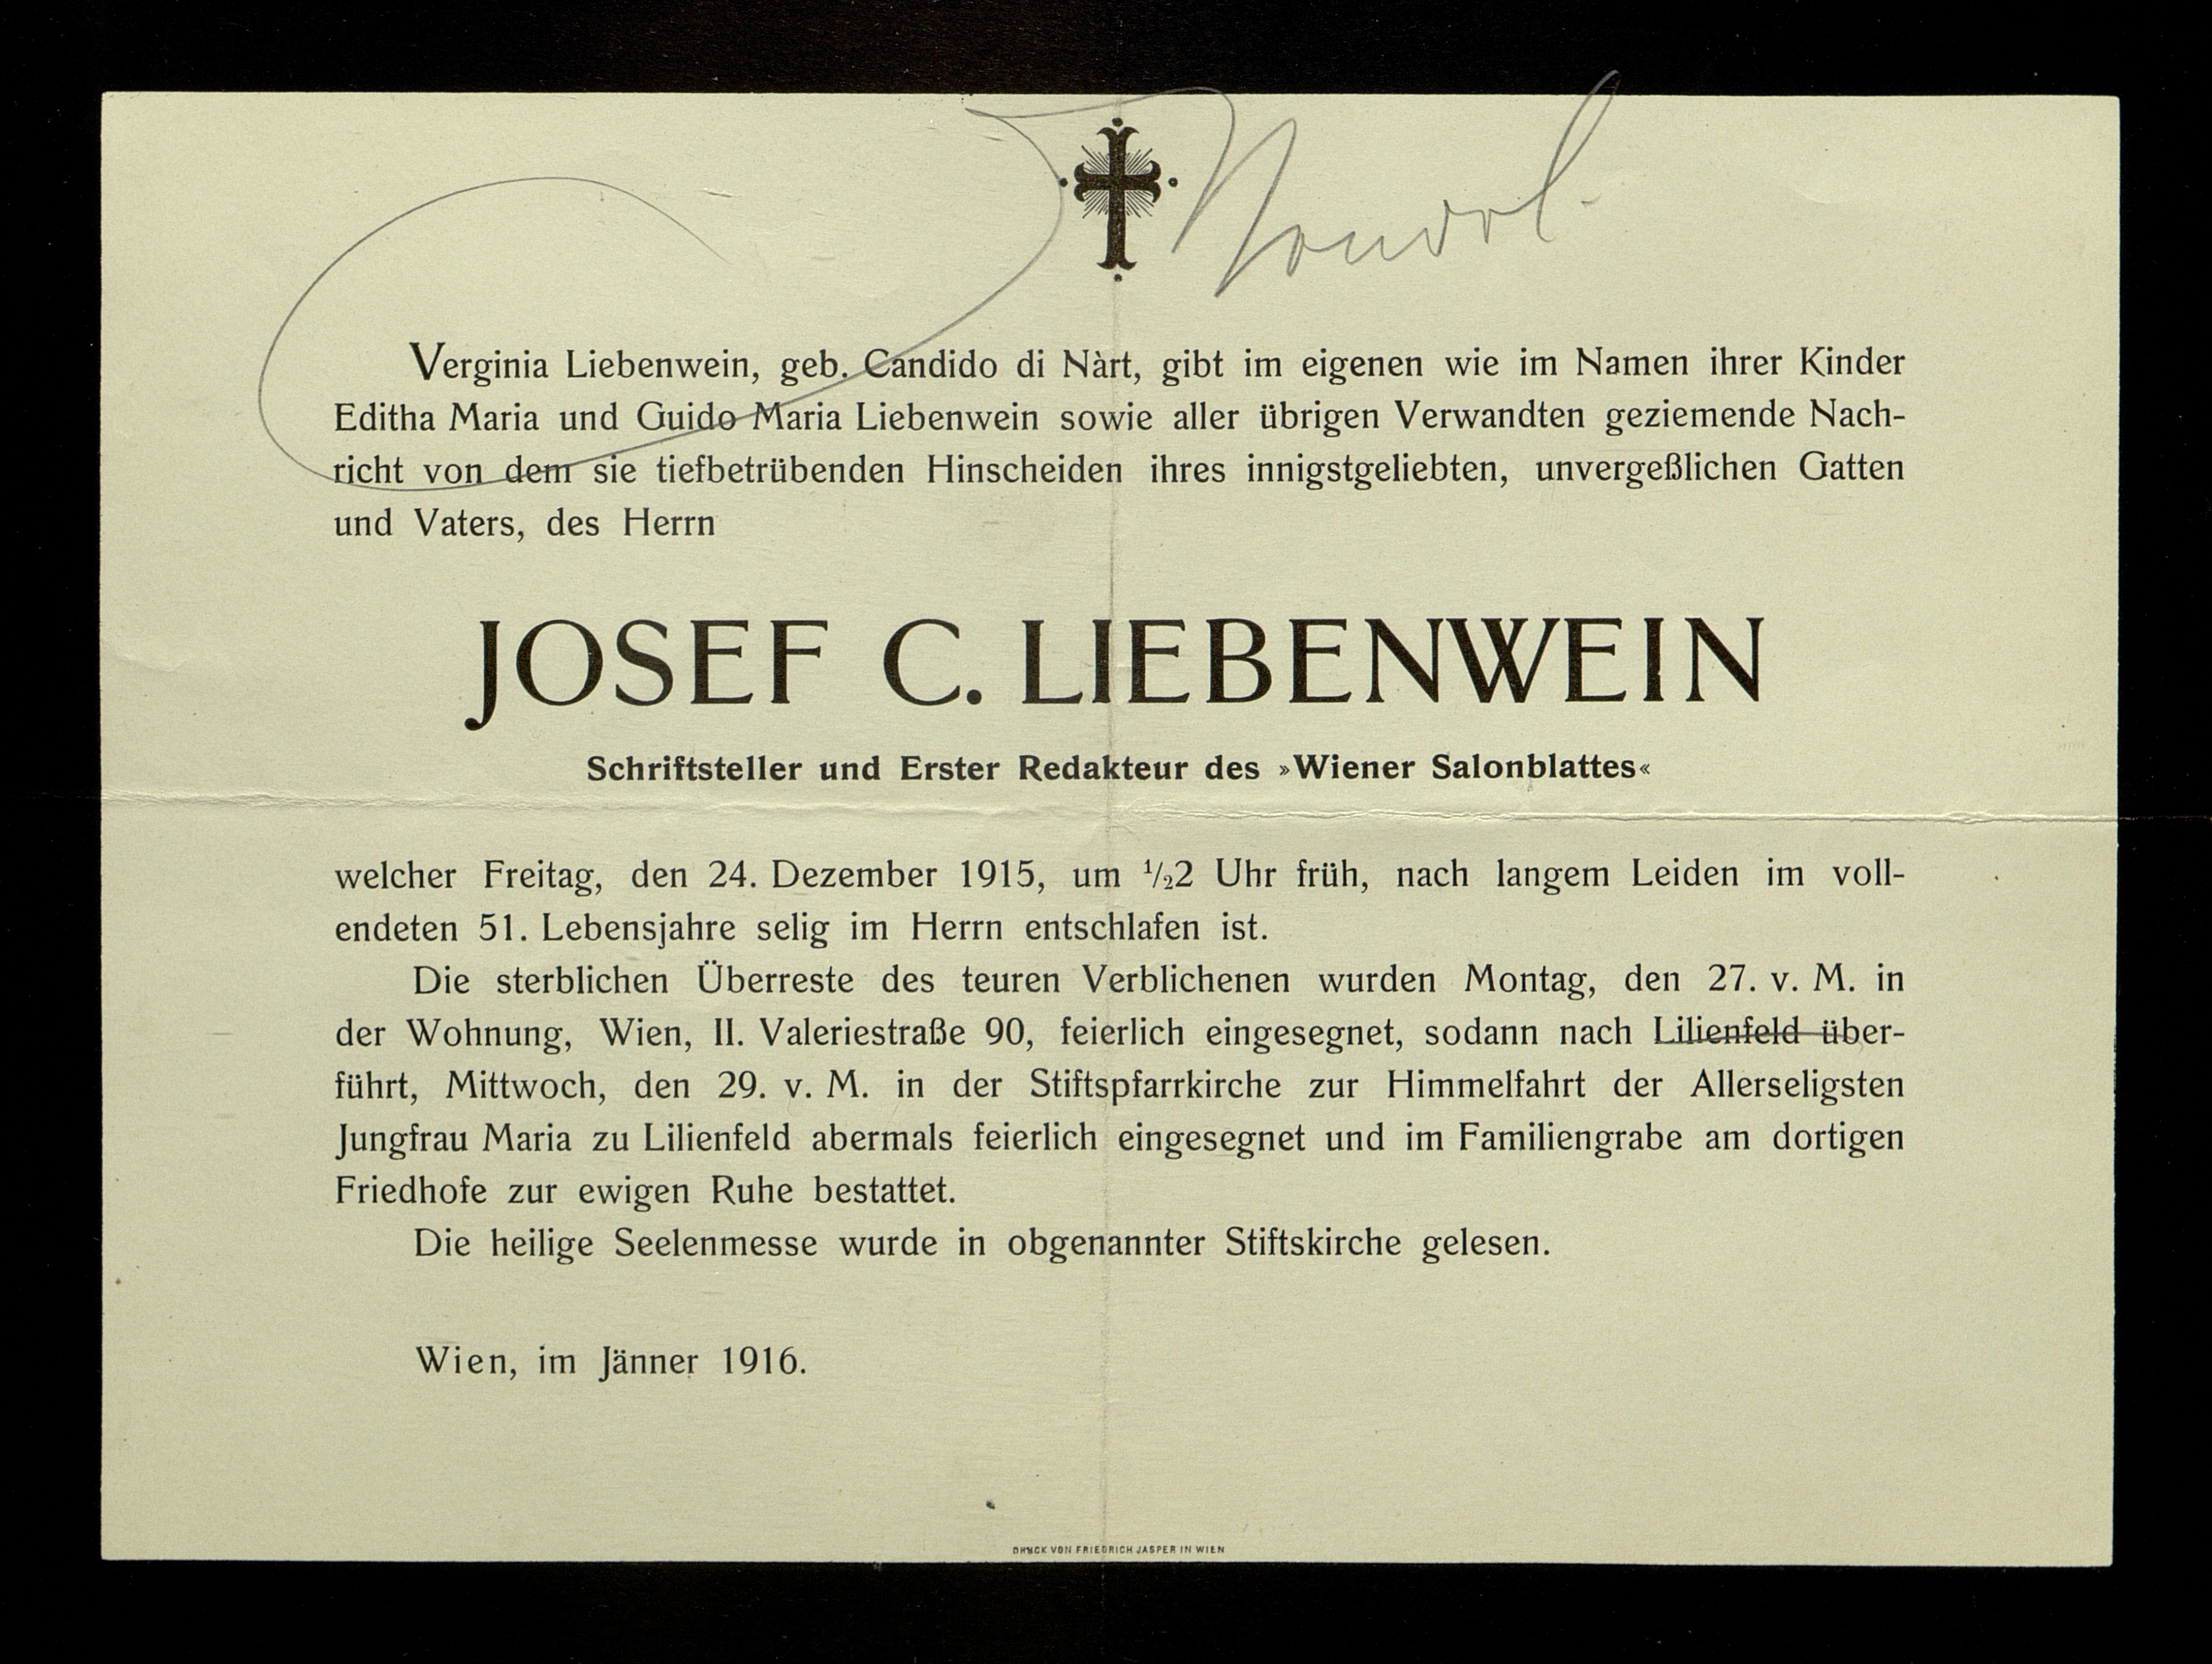 Verginia Liebenwein, geb. Candido di Nàrt, gibt im eigenen wie im Namen ihrer Kinder
Editha Maria und Guido Maria Liebenwein sowie aller übrigen Verwandten geziemende Nach-
richt von dem sie tiefbetrübenden Hinscheiden ihres innigstgeliebten, unvergeßlichen Gatten
und Vaters, des Herrn
JOSEF C. LIEBENWEIN
Schriftsteller und Erster Redakteur des »Wiener Salonblattes«
welcher Freitag, den 24. Dezember 1915, um ½2 Uhr früh, nach langem Leiden im voll-
endeten 51. Lebensjahre selig im Herrn entschlafen ist.
Die sterblichen Überreste des teuren Verblichenen wurden Montag, den 27. v. M. in
der Wohnung, Wien, II. Valeriestraße 90, feierlich eingesegnet, sodann nach Lilienfeld über-
führt, Mittwoch, den 29. v. M. in der Stiftspfarrkirche zur Himmelfahrt der Allerseligsten
Jungfrau Maria zu Lilienfeld abermals feierlich eingesegnet und im Familiengrabe am dortigen
Friedhofe zur ewigen Ruhe bestattet.
Die heilige Seelenmesse wurde in obgenannter Stiftskirche gelesen.
Wien, im Jänner 1916.
DRUCK VON FRIEDRICH JASPER IN WIEN